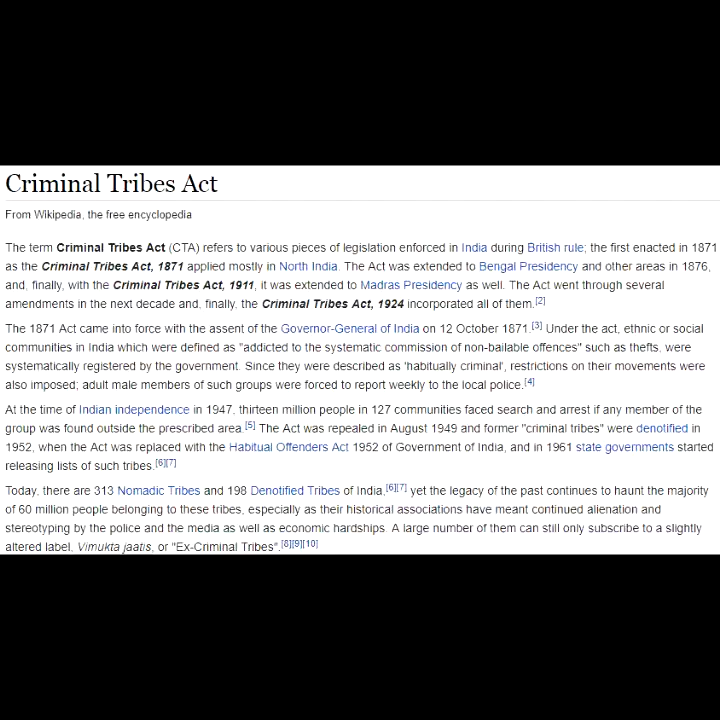 Criminal Tribes Act
From Wikipedia, the free encyclopedia
The term Criminal Tribes Act (CTA) refers to various pieces of legislation enforced in India during British rule; the first enacted in 1871
as the Criminal Tribes Act, 1871 applied mostly in North India. The Act was extended to Bengal Presidency and other areas in 1876,
and, finally, with the Criminal Tribes Act, 1911, it was extended to Madras Presidency as well. The Act went through several
amendments in the next decade and, finally, the Criminal Tribes Act, 1924 incorporated all of them.[2]
The 1871 Act came into force with the assent of the Governor-General of India on 12 October 1871.[3] Under the act, ethnic or social
communities in India which were defined as "addicted to the systematic commission of non-bailable offences" such as thefts, were
systematically registered by the government. Since they were described as 'habitually criminal', restrictions on their movements were
also imposed; adult male members of such groups were forced to report weekly to the local police.[4]
At the time of Indian independence in 1947, thirteen million people in 127 communities faced search and arrest if any member of the
group was found outside the prescribed area.[5] The Act was repealed in August 1949 and former "criminal tribes" were denotified in
1952, when the Act was replaced with the Habitual Offenders Act 1952 of Government of India, and in 1961 state governments started
releasing lists of such tribes.[6][7]
Today, there are 313 Nomadic Tribes and 198 Denotified Tribes of India,[6][7] yet the legacy of the past continues to haunt the majority
of 60 million people belonging to these tribes, especially as their historical associations have meant continued alienation and
stereotyping by the police and the media as well as economic hardships. A large number of them can still only subscribe to a slightly
altered label, Vimukta jaatis, or "Ex-Criminal Tribes".[8][9][10]